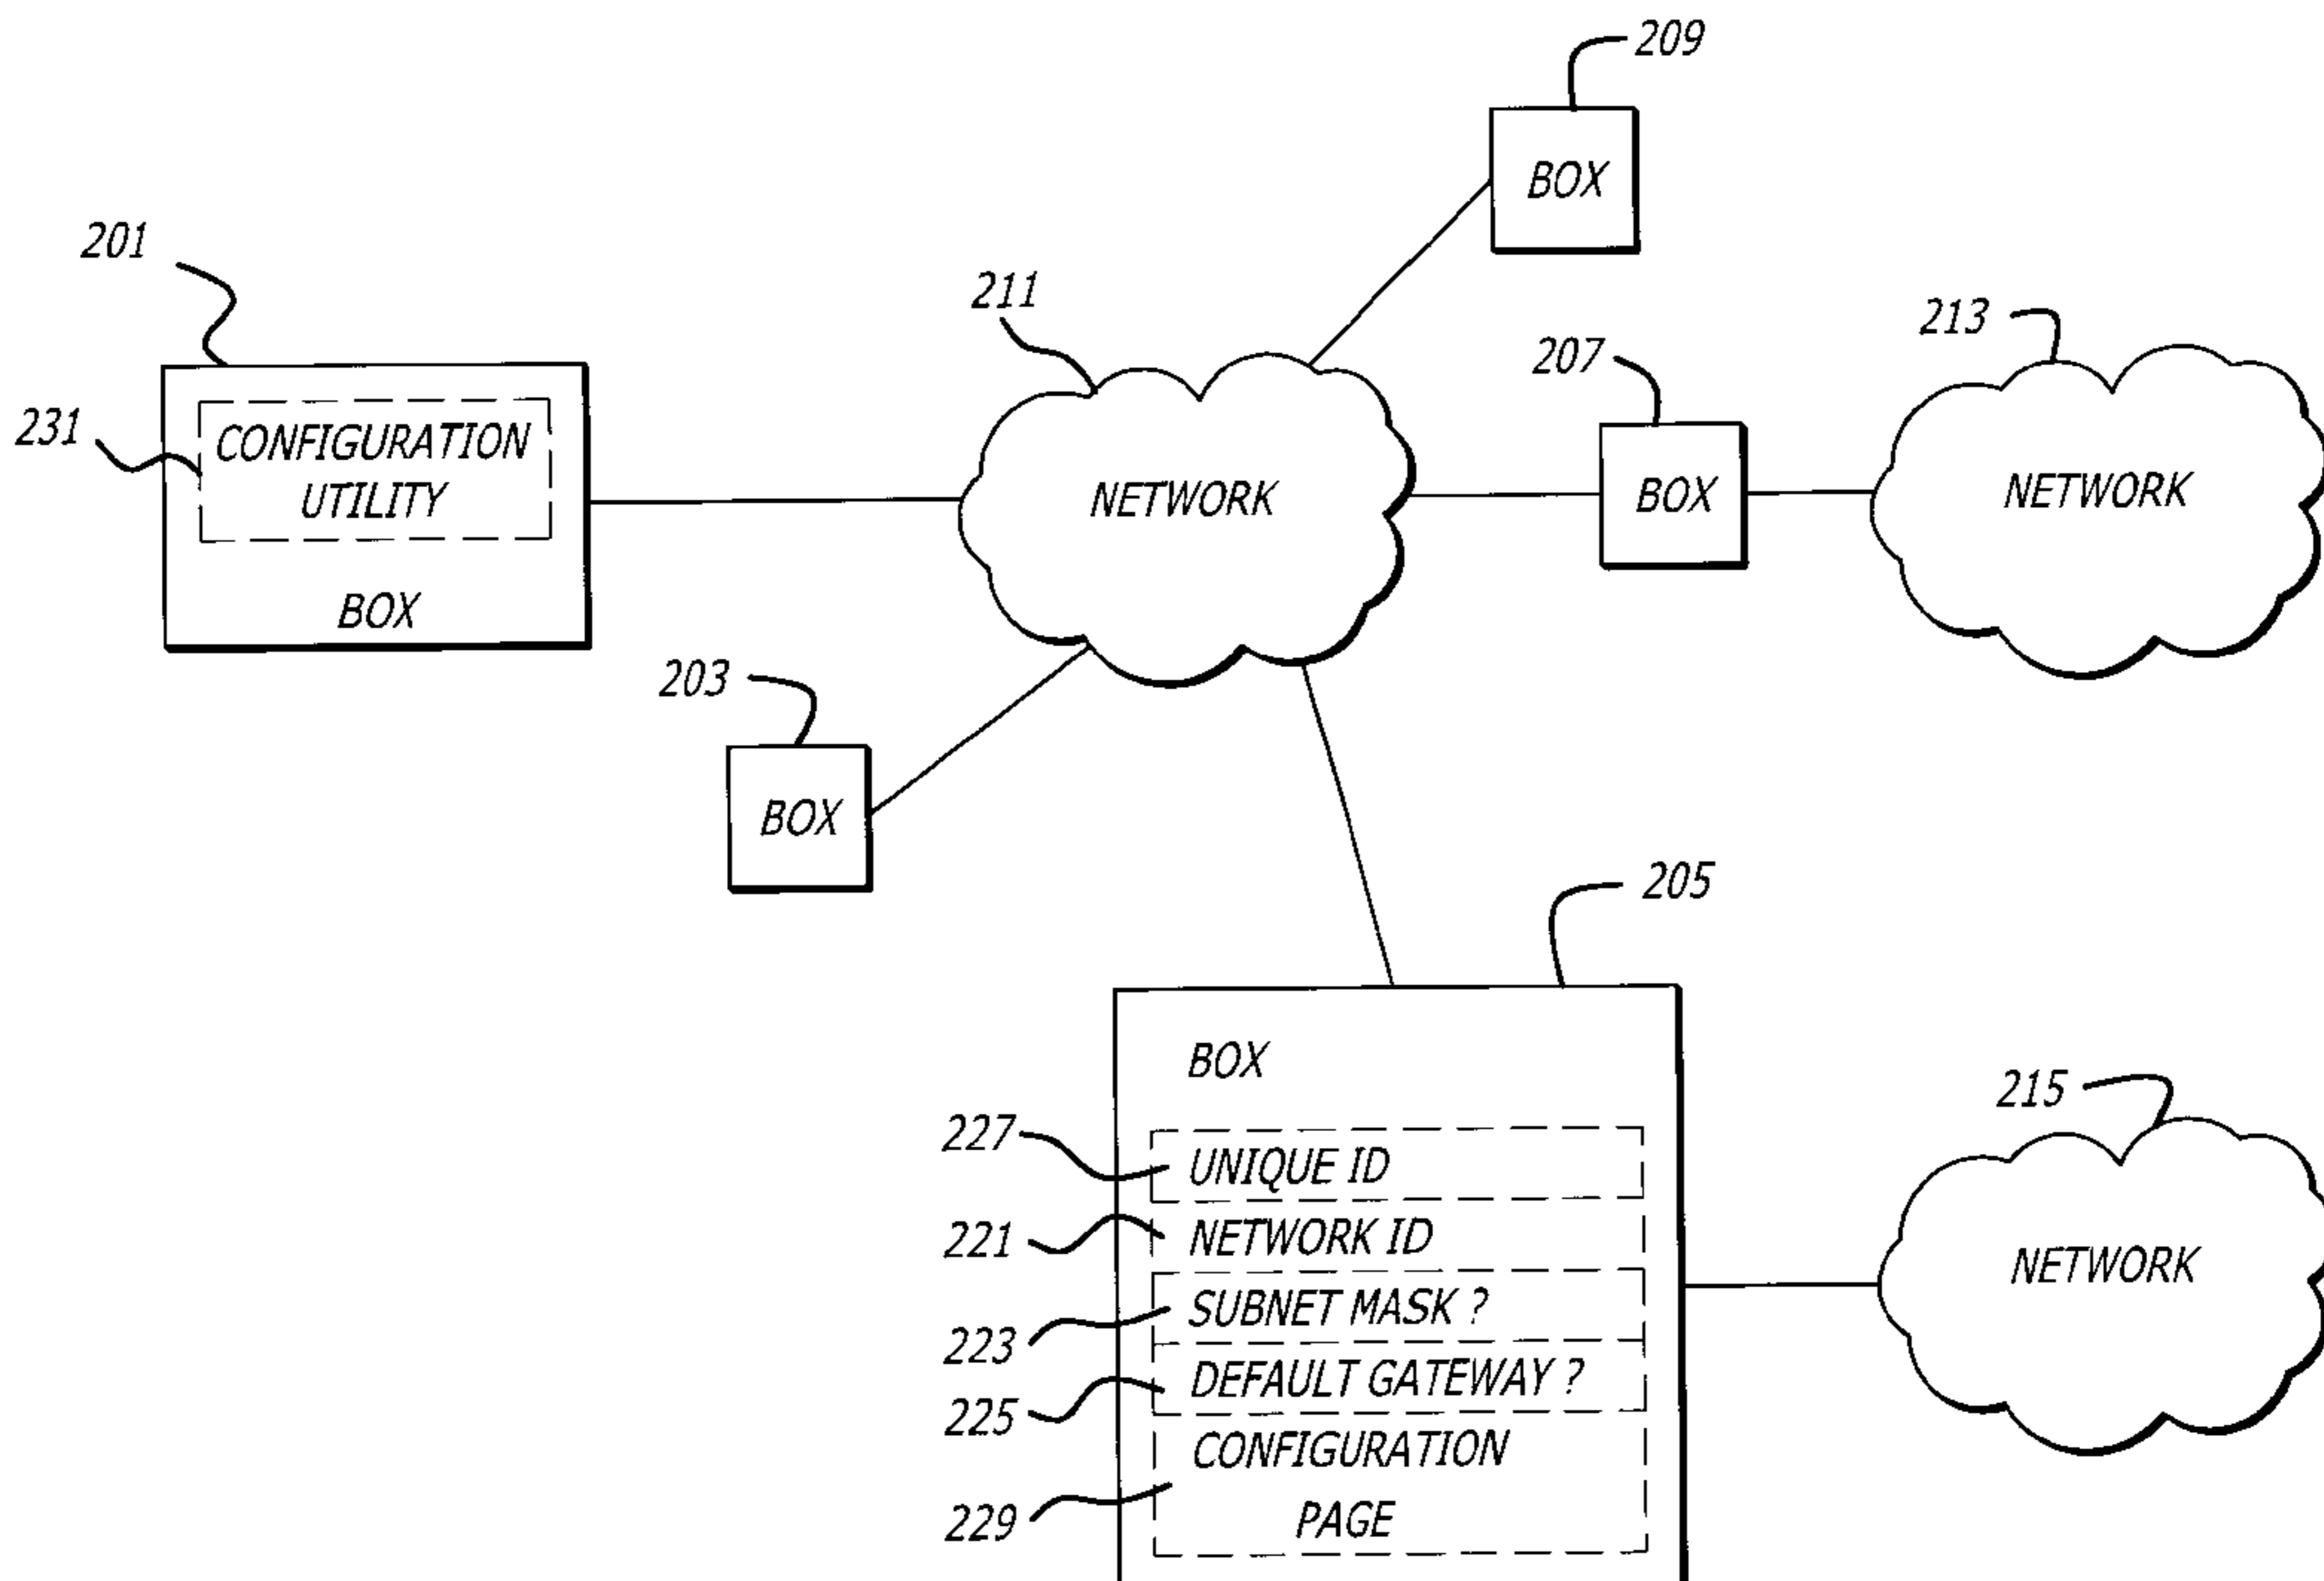 209
BOX
201
211
213
207
231
CONFIGURATION
UTILITY
BOX
NETWORK
BOX
NETWORK
203
BOX
205
BOX
215
227
UNIQUE ID
221
NETWORK ID
NETWORK
223
SUBNET MASK ?
225
DEFAULT GATEWAY ?
CONFIGURATION
229
PAGE